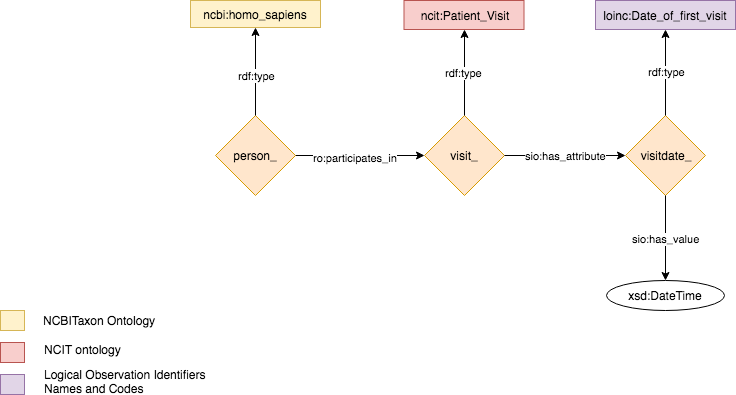 ncbi:homo_sapiens
ncit:Patient_Visit
loinc:Date_of_first_visit
rdf:type
rdf:type
rdf:type
person_
ro:participates_in
visit_
sio:has_attribute
visitdate_
sio:has_value
xsd:DateTime
NCBITaxon Ontology
NCIT ontology
Logical Observation Identifiers
Names and Codes